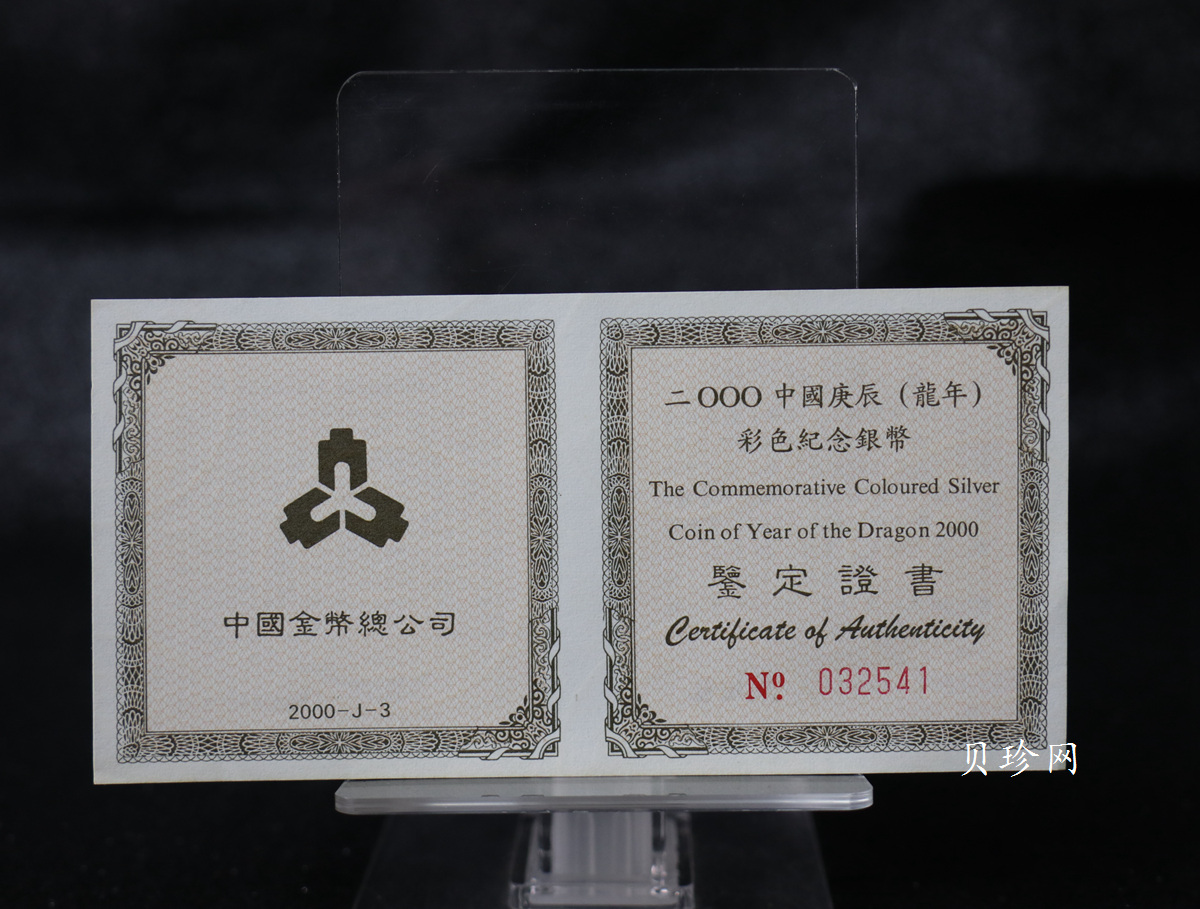 中國金幣總公司
2000-J-3
二OOO中國庚辰（龍年）
彩色紀念銀幣
The Commemorative Coloured Silver
Coin of Year of the Dragon 2000
鑒定證書
Certificate of Authenticity
Nº 032541
贝珍网